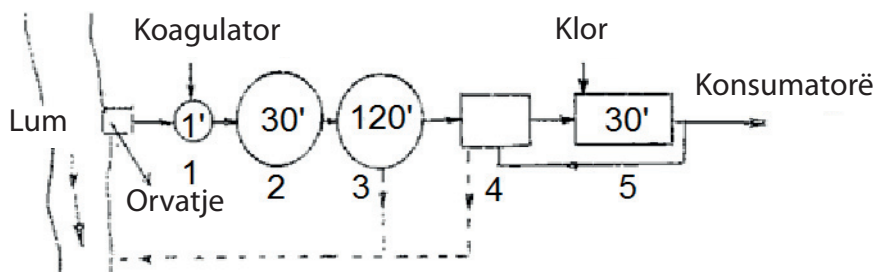 Koagulator
Klor
Konsumatorë
Lum
1'
30'
120'
30'
1
2
3
4
5
Orvatje